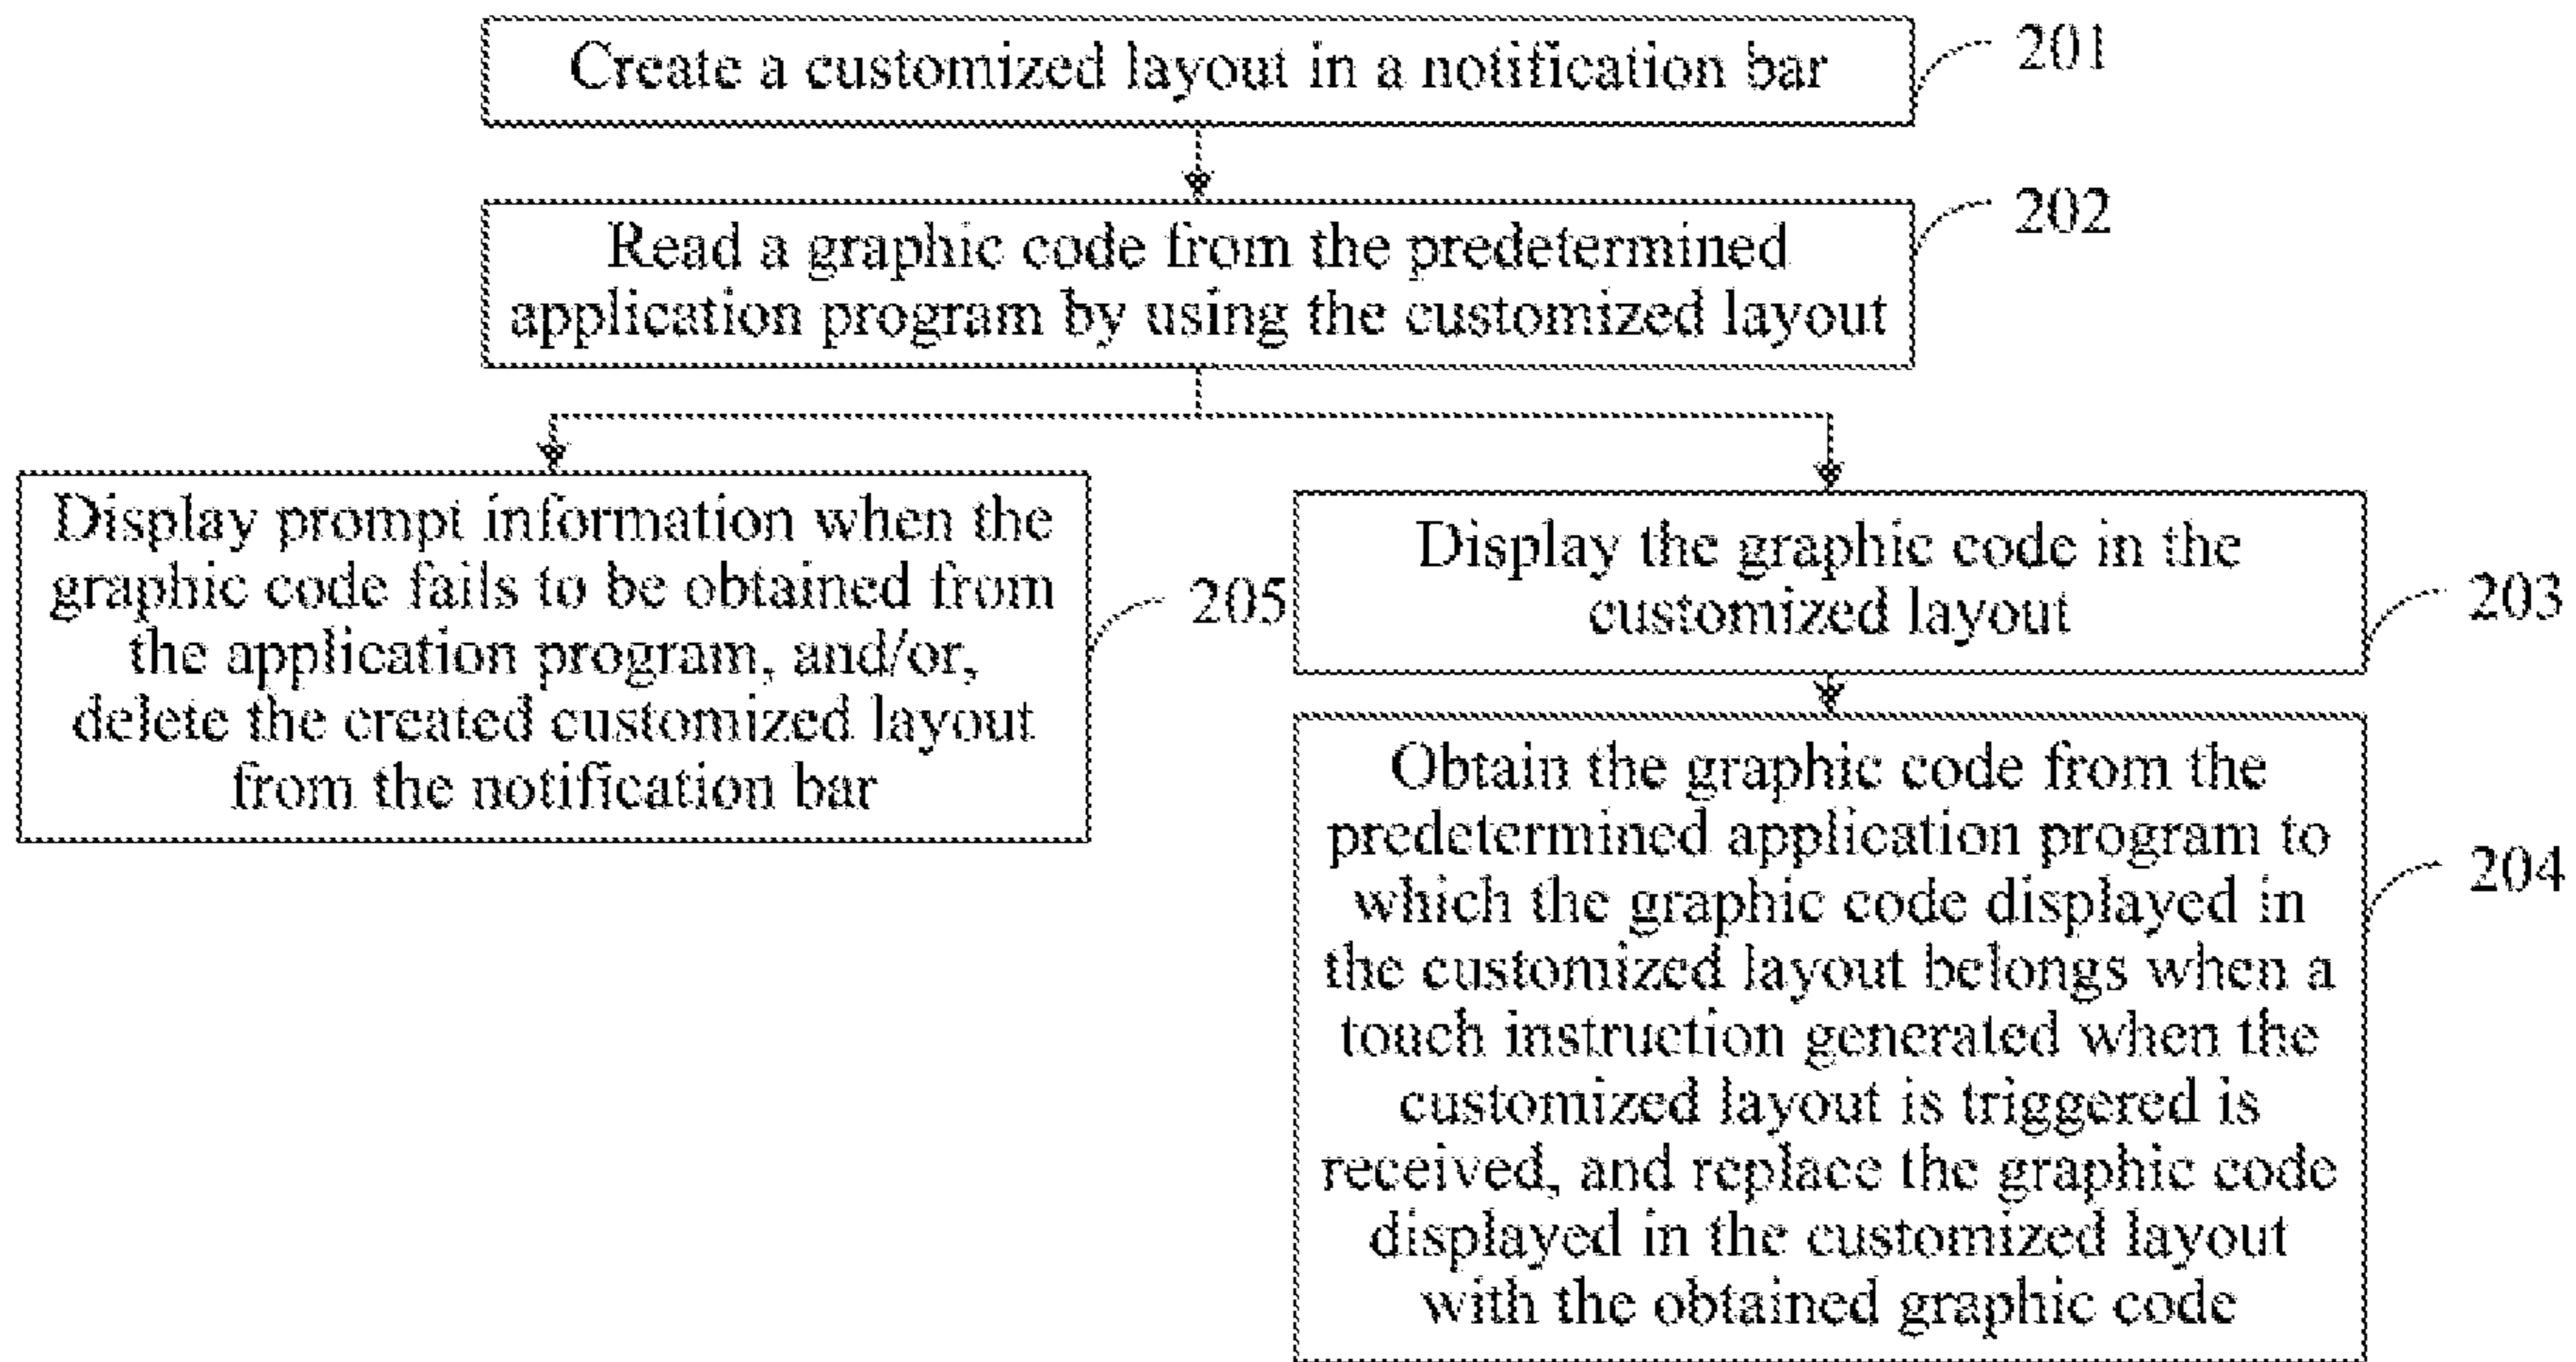 Create a customized layout in a notification bar
201
Read a graphic code from the predetermined
application program by using the customized layout
202
Display prompt information when the
graphic code fails to be obtained from
the application program, and/or,
delete the created customized layout
from the notification bar
205
Display the graphic code in the
customized layout
203
Obtain the graphic code from the
predetermined application program to
which the graphic code displayed in
the customized layout belongs when a
touch instruction generated when the
customized layout is triggered is
received, and replace the graphic code
displayed in the customized layout
with the obtained graphic code
204